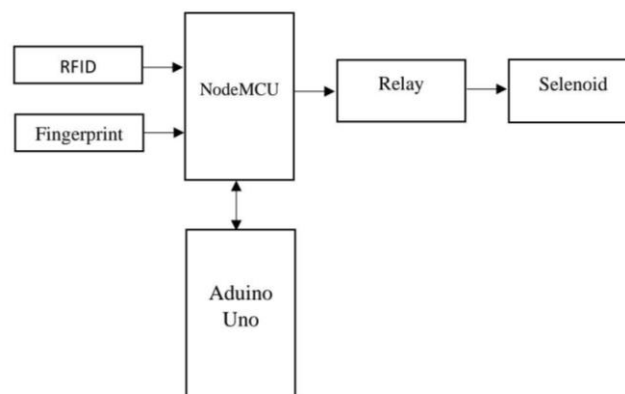 RFID
Fingerprint
NodeMCU
Relay
Selenoid
Aduino
Uno